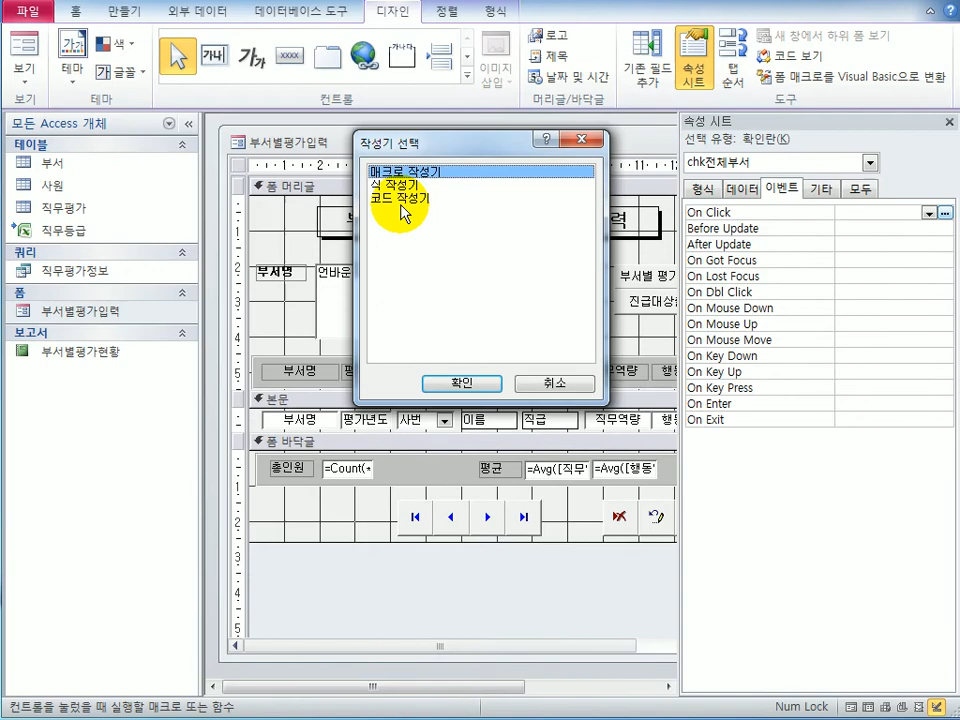 파일 홈 만들기 외부 데이터 데이터베이스 도구 디자인 정렬 형식
보기
보기
테마
색
가 글꼴
테마
가나 가가 xxxx 가나다
이미지
삽입
컨트롤
로고
제목
날짜 및 시간
머리글/바닥글
기존 필드
추가
속성
시트
탭
순서
새 창에서 하위 폼 보기
코드 보기
폼 매크로를 Visual Basic으로 변환
도구
모든 Access 개체
테이블
부서
사원
직무평가
직무등급
쿼리
직무평가정보
폼
부서별평가입력
보고서
부서별평가현황
부서별평가입력
폼 머리글
부서명
부서별 평
부서명
본문
부서명 평가년도 사번 이름 직급 직무역량 행동
폼 바닥글
총인원 =Count(* 평균 =Avg([직무' =Avg([행동'
작성기 선택
매크로 작성기
식 작성기
코드 작성기
확인 취소
속성 시트
선택 유형: 확인란(K)
chk전체부서
형식 데이터 이벤트 기타 모두
On Click
Before Update
After Update
On Got Focus
On Lost Focus
On Dbl Click
On Mouse Down
On Mouse Up
On Mouse Move
On Key Down
On Key Up
On Key Press
On Enter
On Exit
컨트롤을 눌렀을 때 실행할 매크로 또는 함수
Num Lock